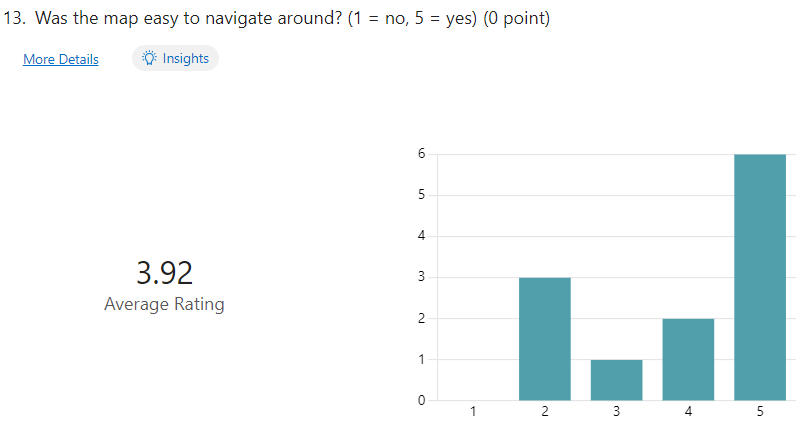 13. Was the map easy to navigate around? (1 = no, 5 = yes) (0 point)
More Details
Insights
3.92
Average Rating
6
5
4
3
2
1
0
1 2 3 4 5